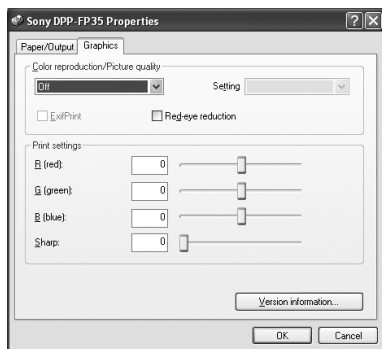 Sony DPP-FP35 Properties
Paper/Output Graphics
Color reproduction/Picture quality
Off Setting
ExifPrint Red-eye reduction
Print settings
R (red): 0
G (green): 0
B (blue): 0
Sharp: 0
Version information...
OK Cancel